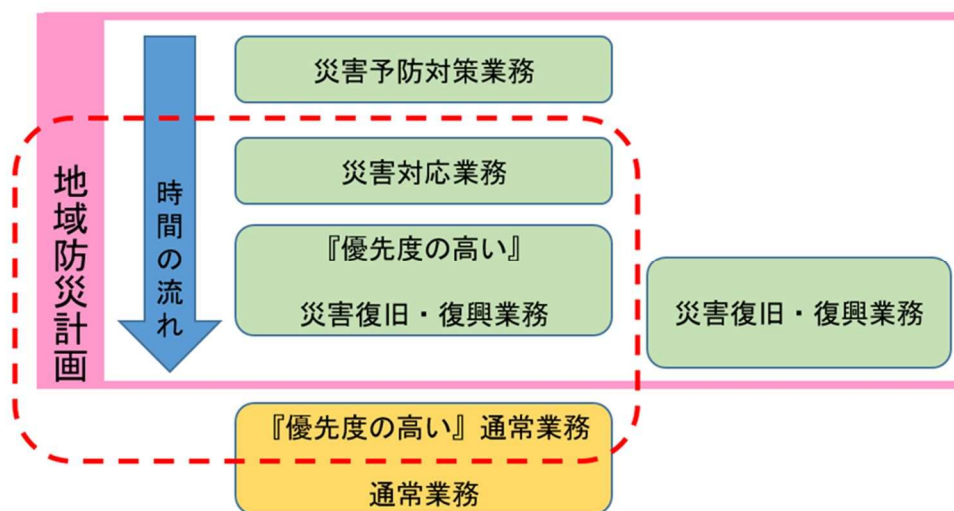 地域防災計画
時間の流れ
災害予防対策業務
災害対応業務
『優先度の高い』
災害復旧・復興業務
災害復旧・復興業務
『優先度の高い』通常業務
通常業務